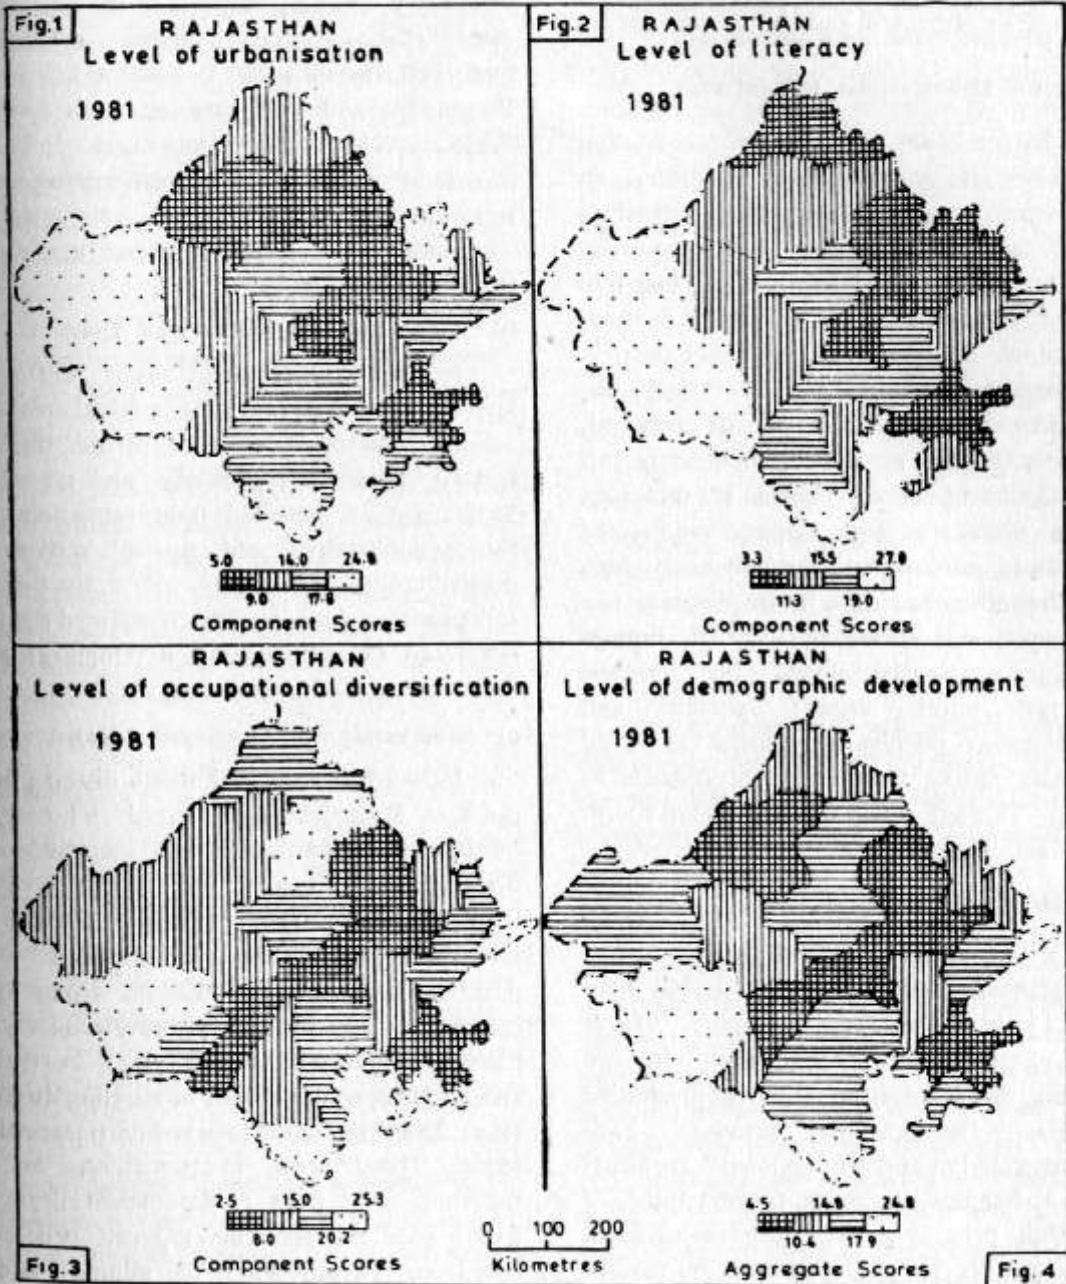 Fig.1
RAJASTHAN
Level of urbanisation
1981
5.0 14.0 24.8
9.0 17.8
Component Scores
Fig.2
RAJASTHAN
Level of literacy
1981
3.3 15.5 27.8
11.3 19.0
Component Scores
RAJASTHAN
Level of occupational diversification
1981
2.5 15.0 25.3
8.0 20.2
Component Scores
Fig.3
0 100 200
Kilometres
RAJASTHAN
Level of demographic development
1981
4.5 14.8 24.8
10.4 17.9
Aggregate Scores
Fig.4